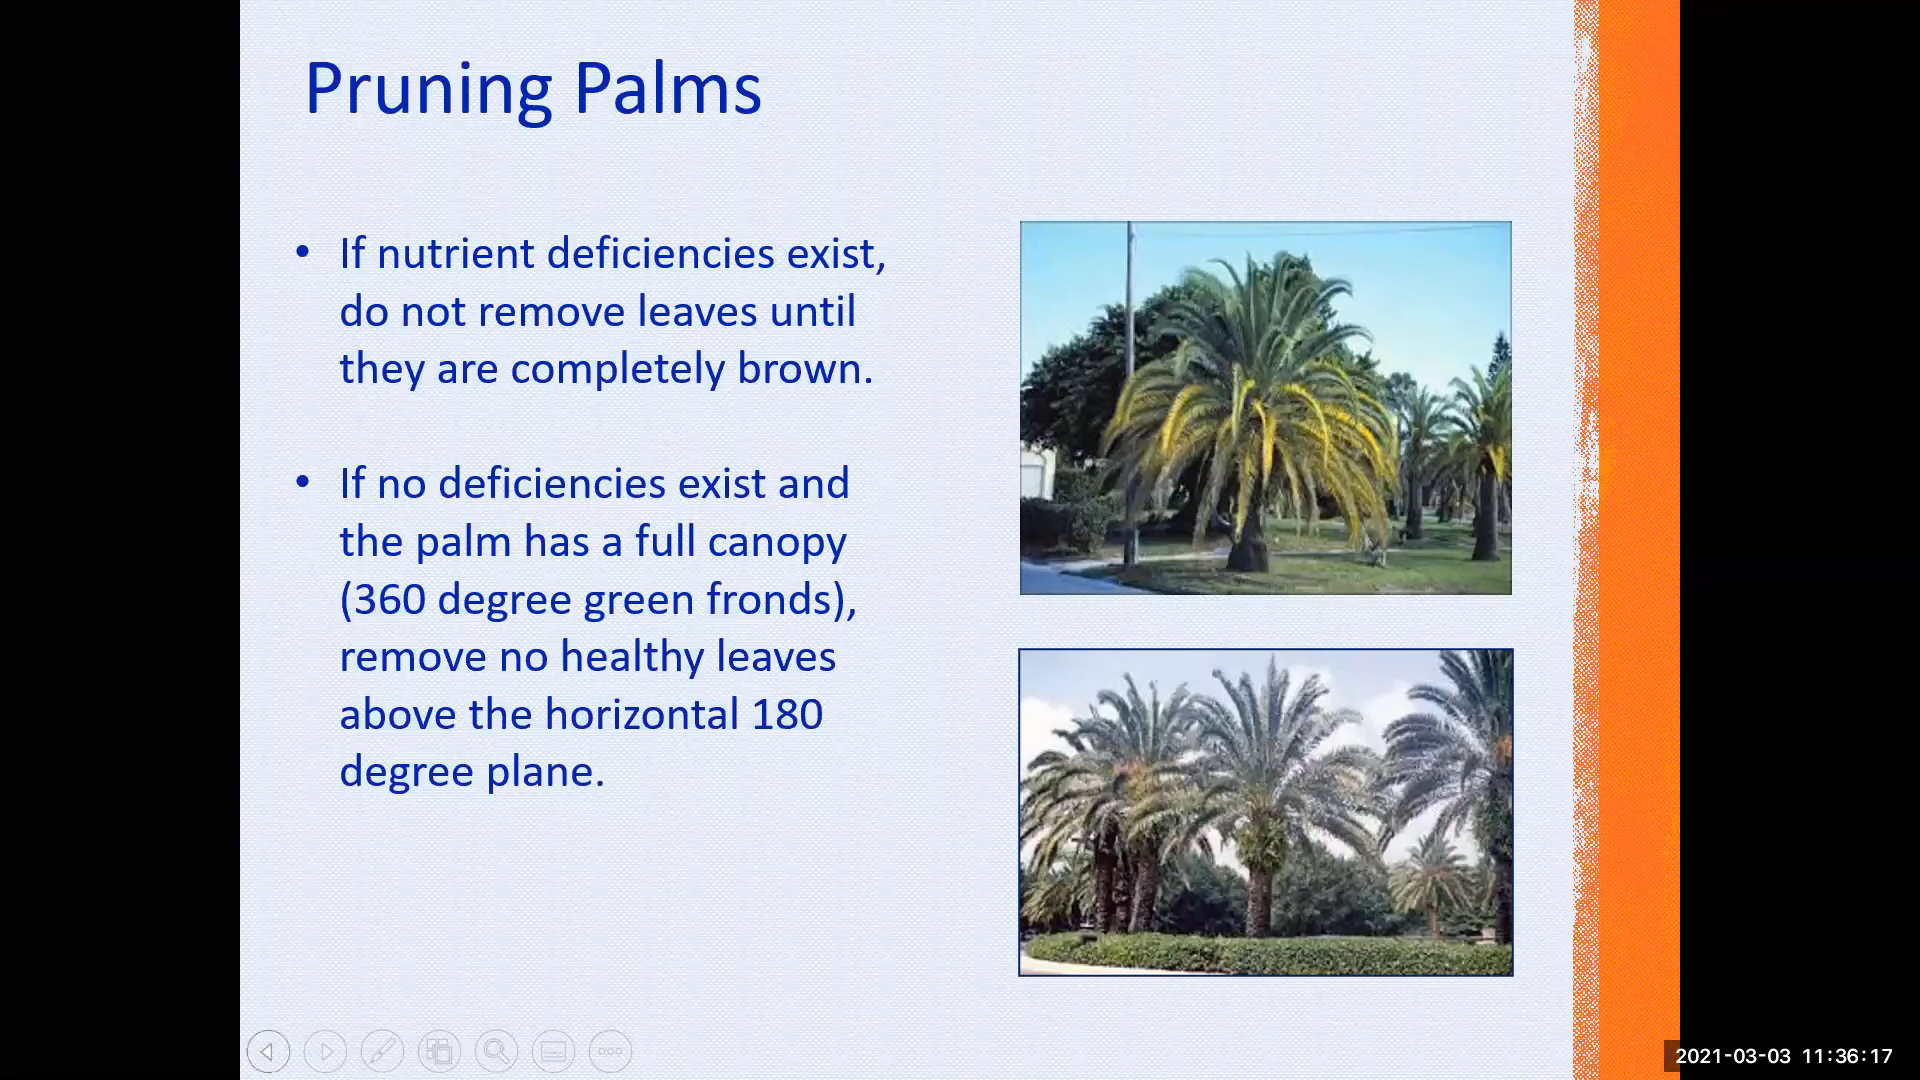 Pruning Palms
• If nutrient deficiencies exist,
do not remove leaves until
they are completely brown.
• If no deficiencies exist and
the palm has a full canopy
(360 degree green fronds),
remove no healthy leaves
above the horizontal 180
degree plane.
2021-03-03 11:36:17